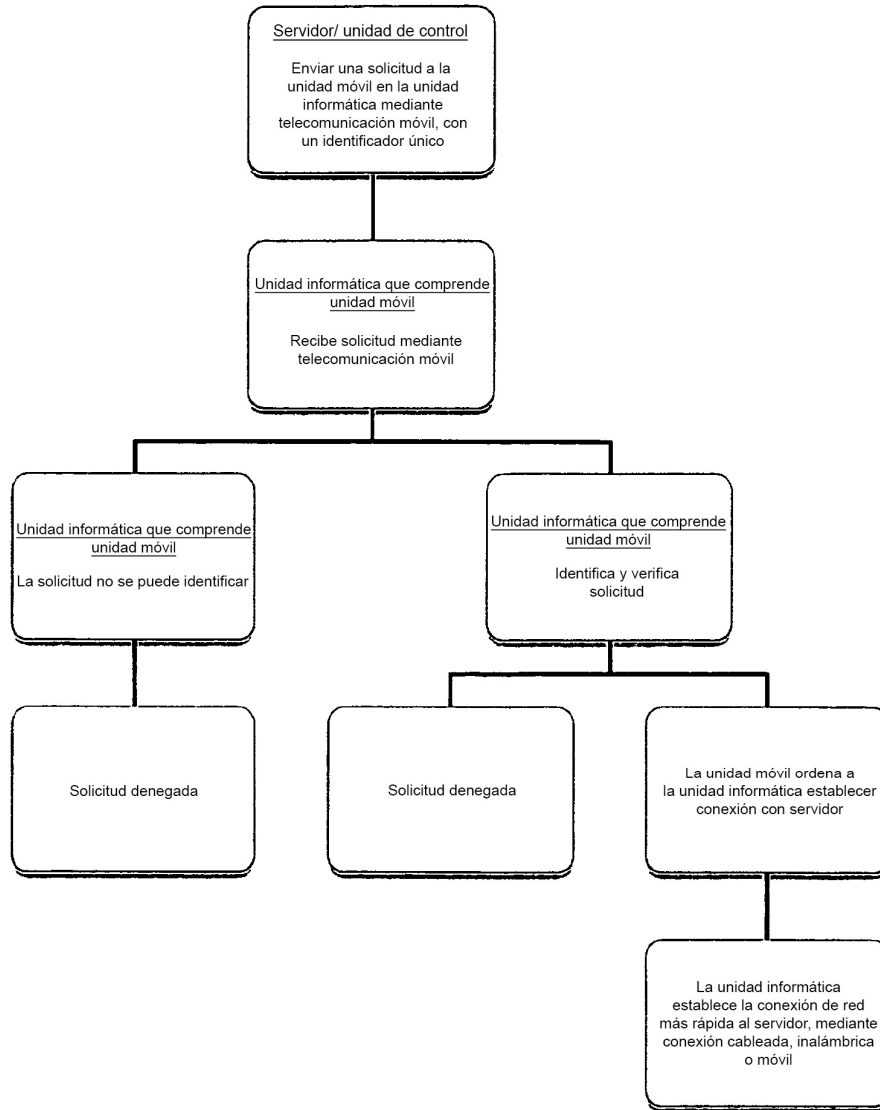 Servidor/ unidad de control
Enviar una solicitud a la
unidad móvil en la unidad
informática mediante
telecomunicación móvil, con
un identificador único
Unidad informática que comprende
unidad móvil
Recibe solicitud mediante
telecomunicación móvil
Unidad informática que comprende
unidad móvil
La solicitud no se puede identificar
Unidad informática que comprende
unidad móvil
Identifica y verifica
solicitud
Solicitud denegada
Solicitud denegada
La unidad móvil ordena a
la unidad informática establecer
conexión con servidor
La unidad informática
establece la conexión de red
más rápida al servidor, mediante
conexión cableada, inalámbrica
o móvil